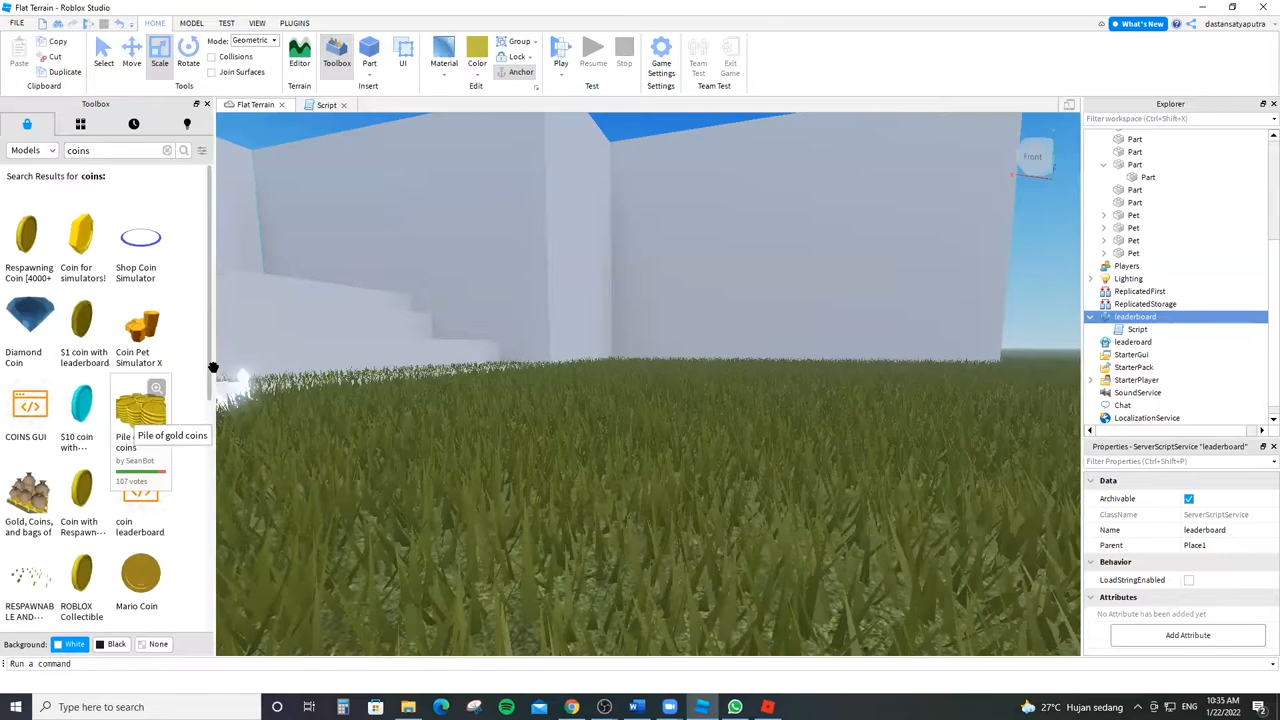 Flat Terrain - Roblox Studio
FILE
HOME
MODEL
TEST
VIEW
PLUGINS
What's New
dastansatyaputra
Paste
Copy
Cut
Duplicate
Clipboard
Select
Move
Scale
Rotate
Mode: Geometric
Collisions
Join Surfaces
Tools
Editor
Terrain
Toolbox
Part
UI
Insert
Material
Color
Group
Lock
Anchor
Edit
Play
Resume
Stop
Test
Game Settings
Settings
Team Test
Exit Game
Team Test
Toolbox
Flat Terrain
Script
Models
coins
Search Results for coins:
Respawning Coin [4000+
Coin for simulators!
Shop Coin Simulator
Diamond Coin
$1 coin with leaderboard
Coin Pet Simulator X
COINS GUI
$10 coin with...
Pile
coins
Pile of gold coins
by SeanBot
107 votes
Gold, Coins, and bags of
Coin with Respawn...
coin leaderboard
RESPAWNAB LE AND...
ROBLOX Collectible
Mario Coin
Background:
White
Black
None
Run a command
Front
x
Explorer
Filter workspace (Ctrl+Shift+X)
Part
Part
Part
Part
Part
Part
Pet
Pet
Pet
Pet
Players
Lighting
ReplicatedFirst
ReplicatedStorage
leaderboard
Script
leaderoard
StarterGui
StarterPack
StarterPlayer
SoundService
Chat
LocalizationService
Properties - ServerScriptService "leaderboard"
Filter Properties (Ctrl+Shift+P)
Data
Archivable
ClassName ServerScriptService
Name leaderboard
Parent Place1
Behavior
LoadStringEnabled
Attributes
No Attribute has been added yet
Add Attribute
Type here to search
27°C Hujan sedang
ENG
10:35 AM
1/22/2022